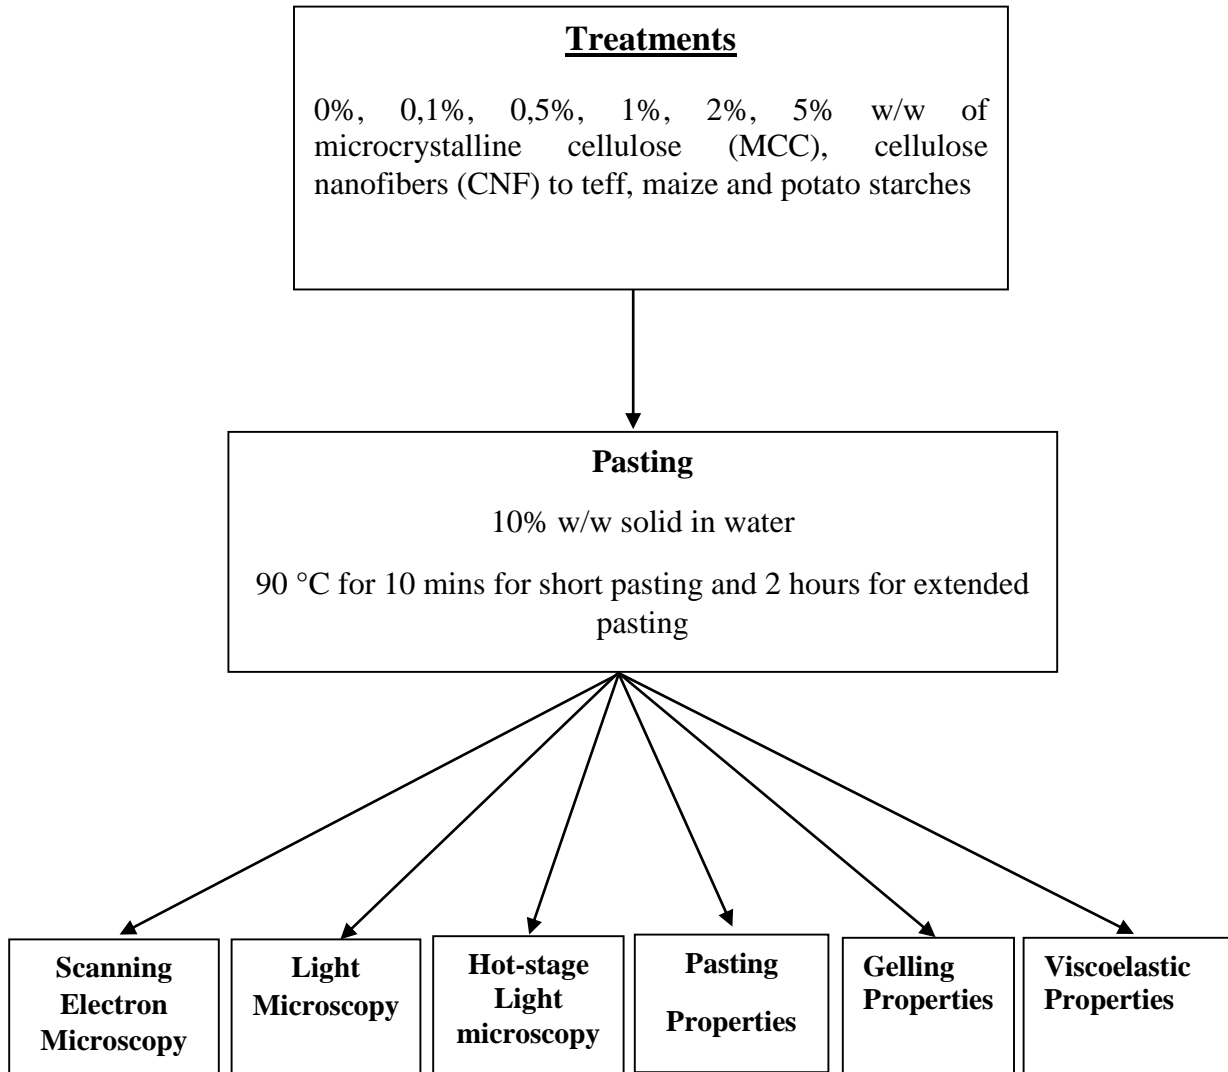 Treatments
0%, 0,1%, 0,5%, 1%, 2%, 5% w/w of
microcrystalline cellulose (MCC), cellulose
nanofibers (CNF) to teff, maize and potato starches
Pasting
10% w/w solid in water
90 °C for 10 mins for short pasting and 2 hours for extended
pasting
Scanning
Electron
Microscopy
Light
Microscopy
Hot-stage
Light
microscopy
Pasting
Properties
Gelling
Properties
Viscoelastic
Properties